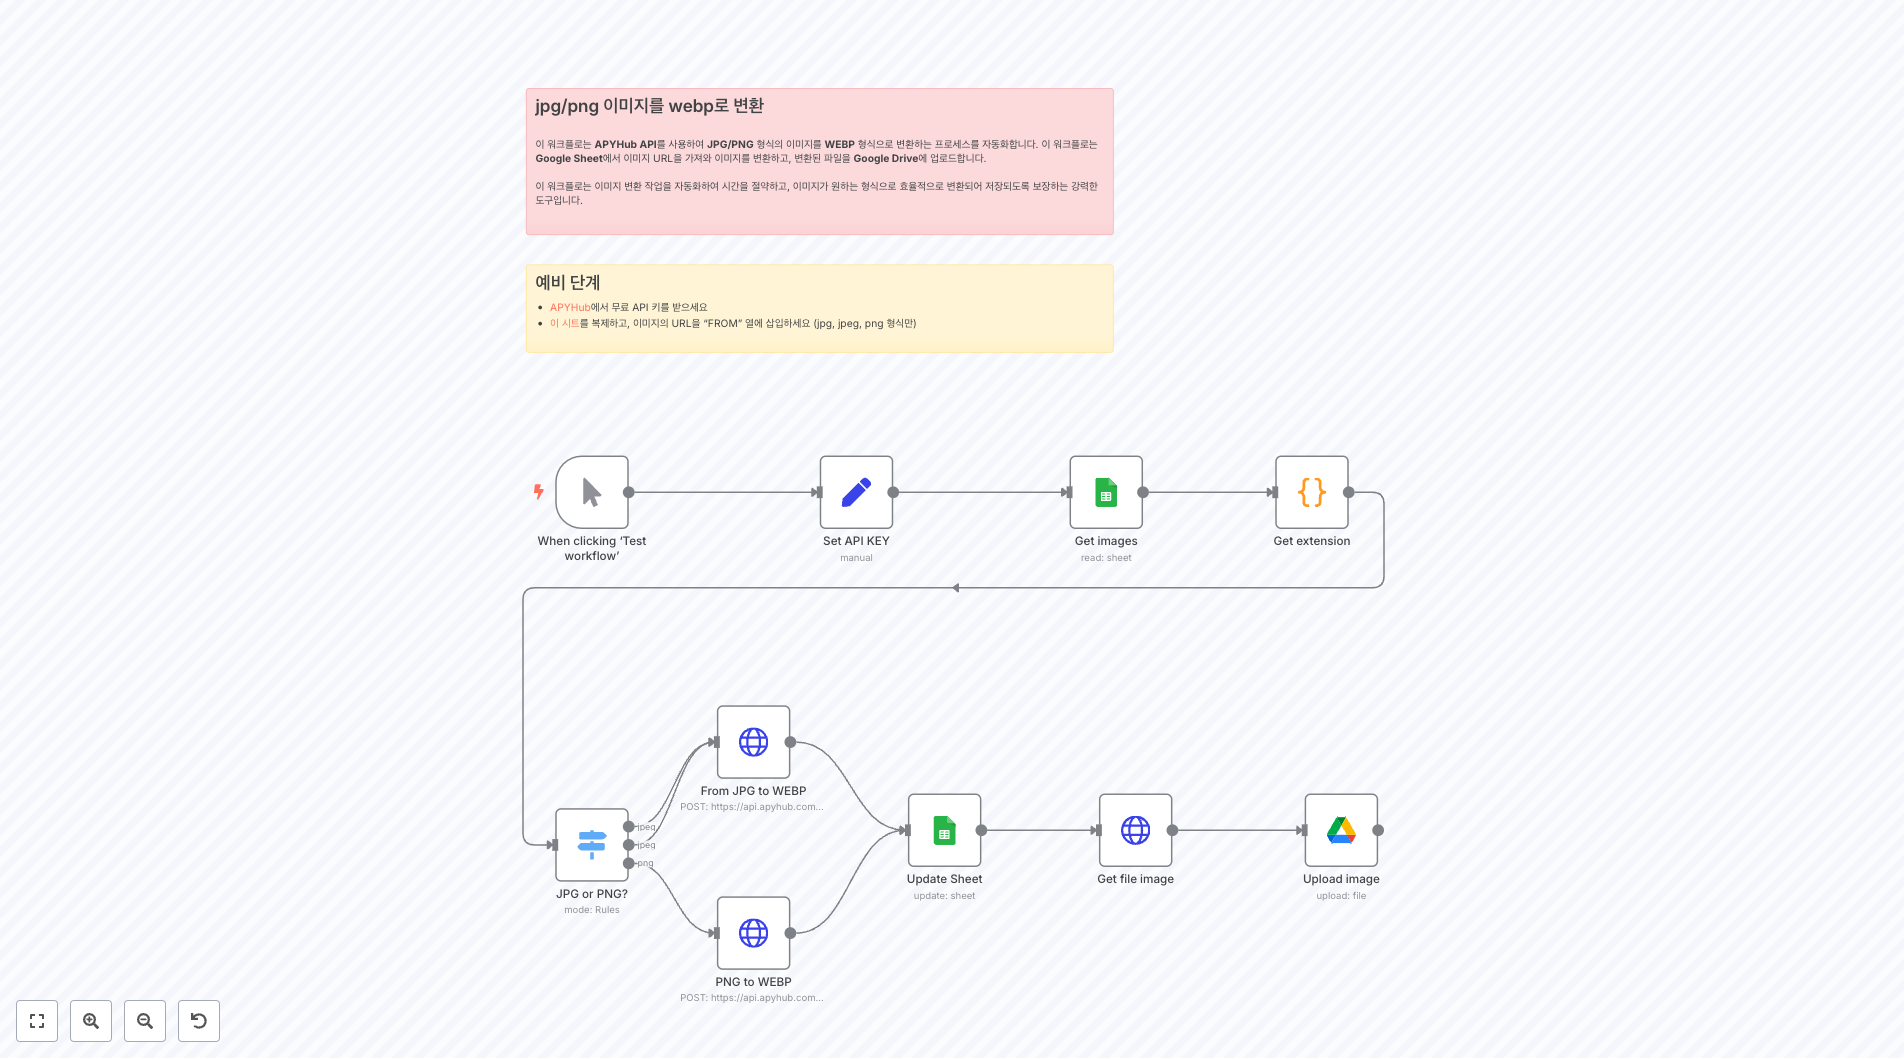 jpg/png 이미지를 webp로 변환
이 워크플로는 APYHub API를 사용하여 JPG/PNG 형식의 이미지를 WEBP 형식으로 변환하는 프로세스를 자동화합니다. 이 워크플로는
Google Sheet에서 이미지 URL을 가져와 이미지를 변환하고, 변환된 파일을 Google Drive에 업로드합니다.
이 워크플로는 이미지 변환 작업을 자동화하여 시간을 절약하고, 이미지가 원하는 형식으로 효율적으로 변환되어 저장되도록 보장하는 강력한
도구입니다.
예비 단계
APYHub에서 무료 API 키를 받으세요
이 시트를 복제하고, 이미지의 URL을 “FROM” 열에 삽입하세요 (jpg, jpeg, png 형식만)
When clicking ‘Test
workflow’
Set API KEY
manual
Get images
read: sheet
Get extension
From JPG to WEBP
POST: https://api.apyhub.com...
jpeg
jpeg
png
JPG or PNG?
mode: Rules
PNG to WEBP
POST: https://api.apyhub.com...
Update Sheet
update: sheet
Get file image
Upload image
upload: file